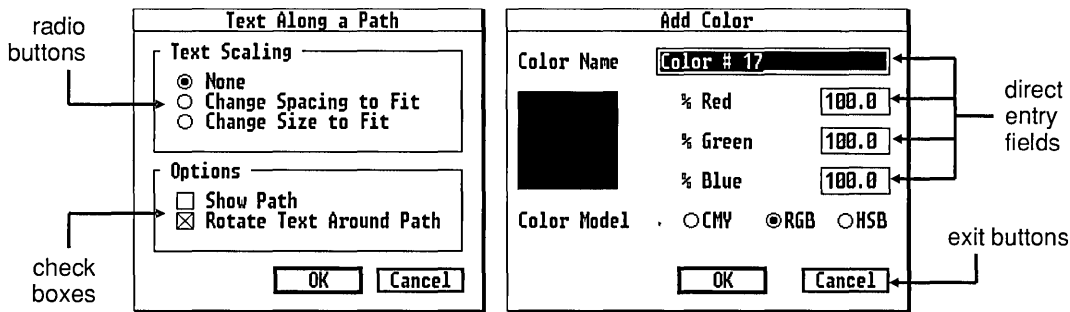 radio
buttons
Text Along a Path
Text Scaling
None
Change Spacing to Fit
Change Size to Fit
Options
Show Path
Rotate Text Around Path
check
boxes
OK Cancel
Add Color
Color Name Color # 17
% Red 100.0
% Green 100.0
% Blue 100.0
direct
entry
fields
Color Model CMY RGB HSB
exit buttons
OK Cancel